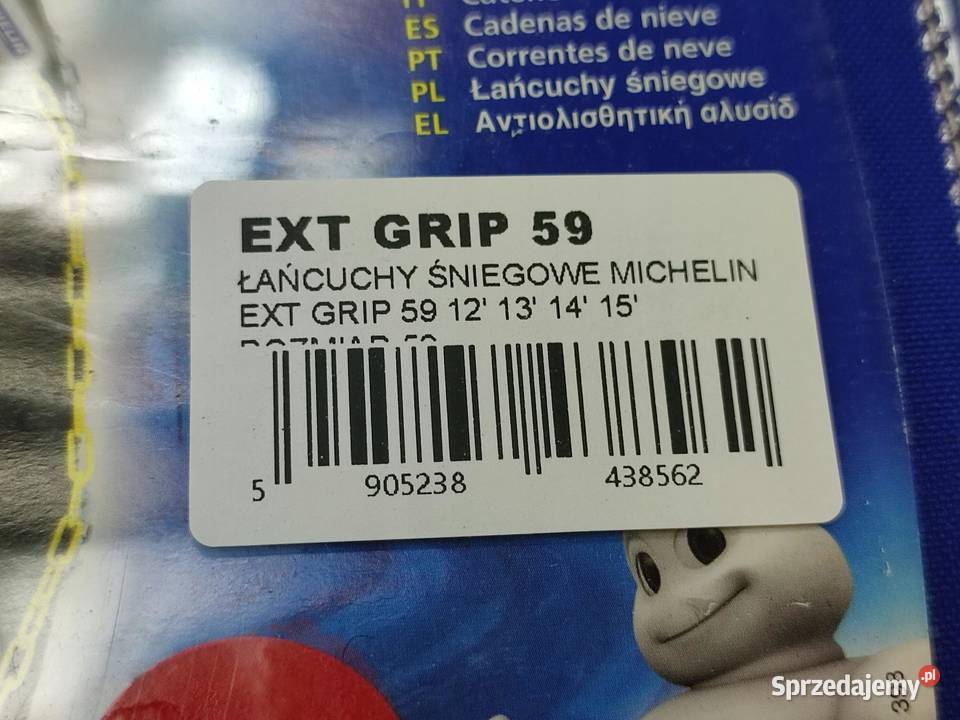 ES Cadenas de nieve
PT Correntes de neve
PL Łańcuchy śniegowe
EL Αντιολισθητική αλυσίδ
EXT GRIP 59
ŁAŃCUCHY ŚNIEGOWE MICHELIN
EXT GRIP 59 12' 13' 14' 15'
5 905238 438562
Sprzedajemy.pl